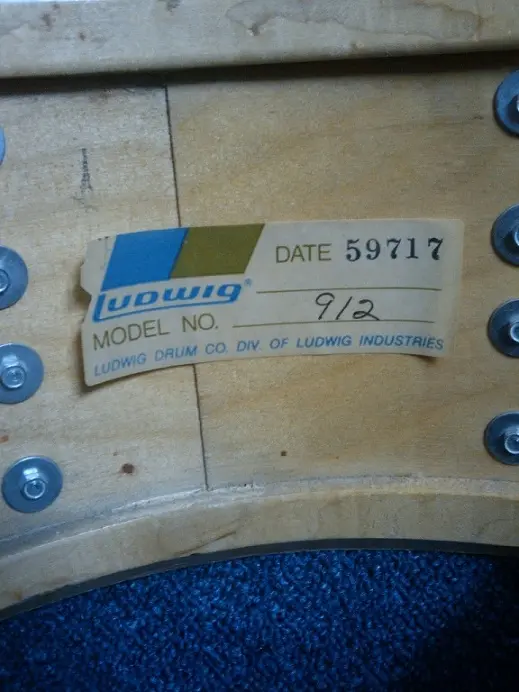 DATE 59717
LUDWIG®
MODEL NO. 912
LUDWIG DRUM CO. DIV. OF LUDWIG INDUSTRIES